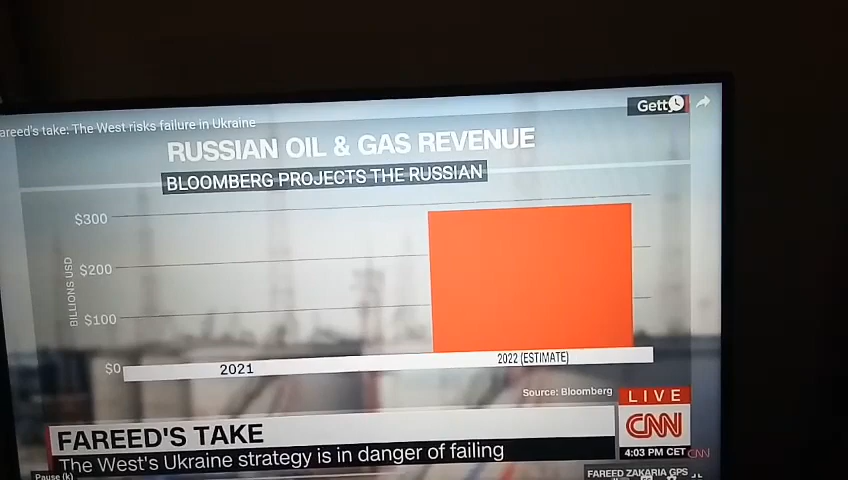 areed's take: The West risks failure in Ukraine
Getty
RUSSIAN OIL & GAS REVENUE
BLOOMBERG PROJECTS THE RUSSIAN
$300
$200
$100
$0
BILLIONS USD
2021
2022 (ESTIMATE)
Source: Bloomberg
LIVE
CNN
4:03 PM CET
CNN
FAREED'S TAKE
The West's Ukraine strategy is in danger of failing
FAREED ZAKARIA GPS
Pause (k)